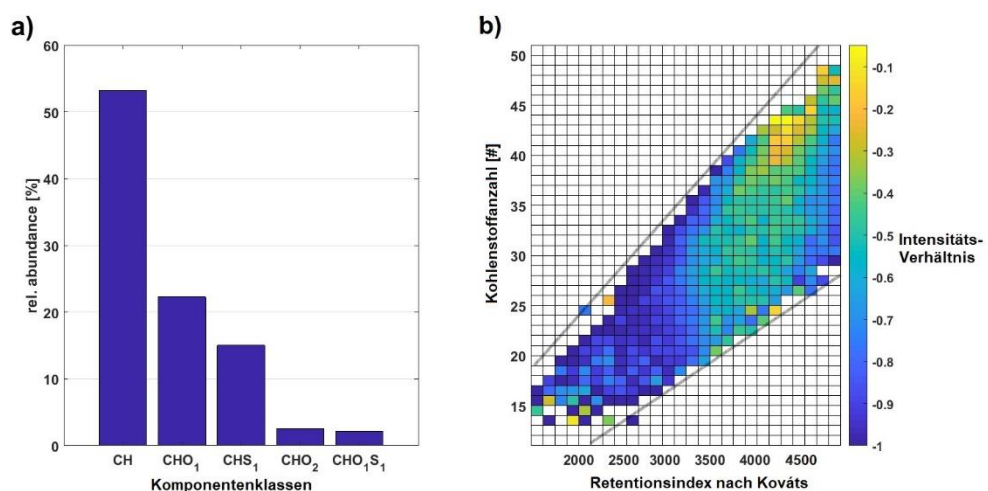 a)
60
50
40
30
20
10
0
rel. abundance [%]
CH CHO1 CHS1 CHO2 CHO1S1
Komponentenklassen
b)
50
45
40
35
30
25
20
15
Kohlenstoffanzahl [#]
2000 2500 3000 3500 4000 4500
Retentionsindex nach Kováts
-0.1
-0.2
-0.3
-0.4
-0.5
-0.6
-0.7
-0.8
-0.9
-1
Intensitäts-
Verhältnis